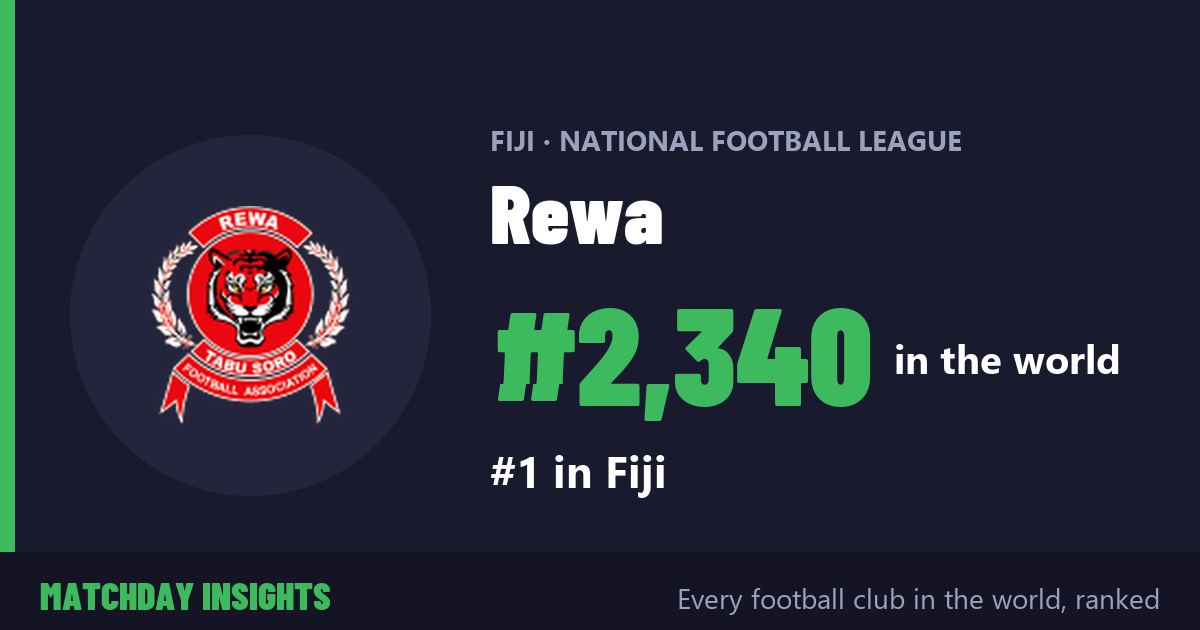 FIJI · NATIONAL FOOTBALL LEAGUE
Rewa
REWA
TABU SORO
FOOTBALL ASSOCIATION
#2,340 in the world
#1 in Fiji
MATCHDAY INSIGHTS
Every football club in the world, ranked